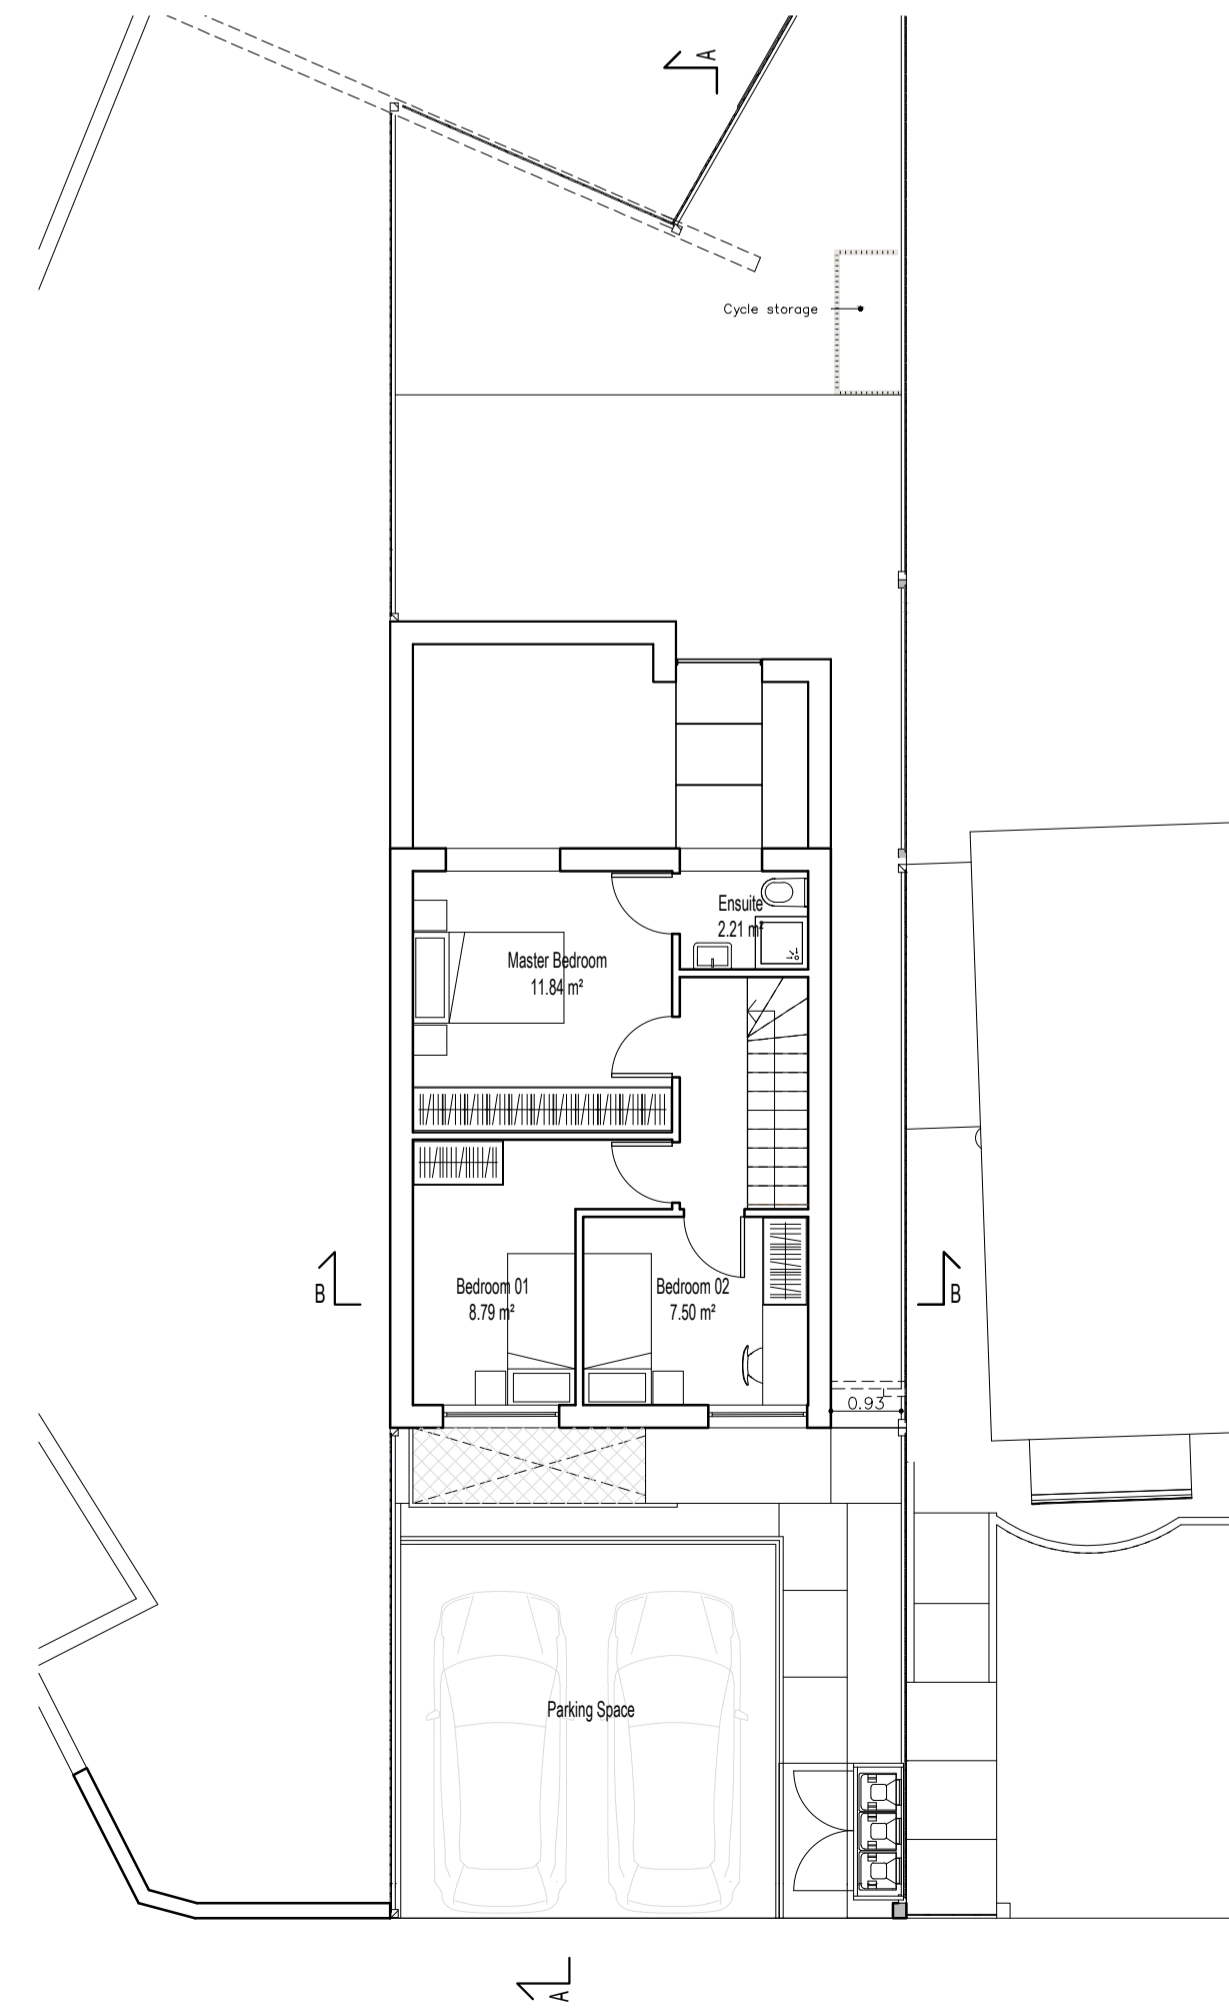 A
Cycle storage
Ensuite
2.21 m²
Master Bedroom
11.84 m²
B
B
Bedroom 01
8.79 m²
Bedroom 02
7.50 m²
0.93
Parking Space
A